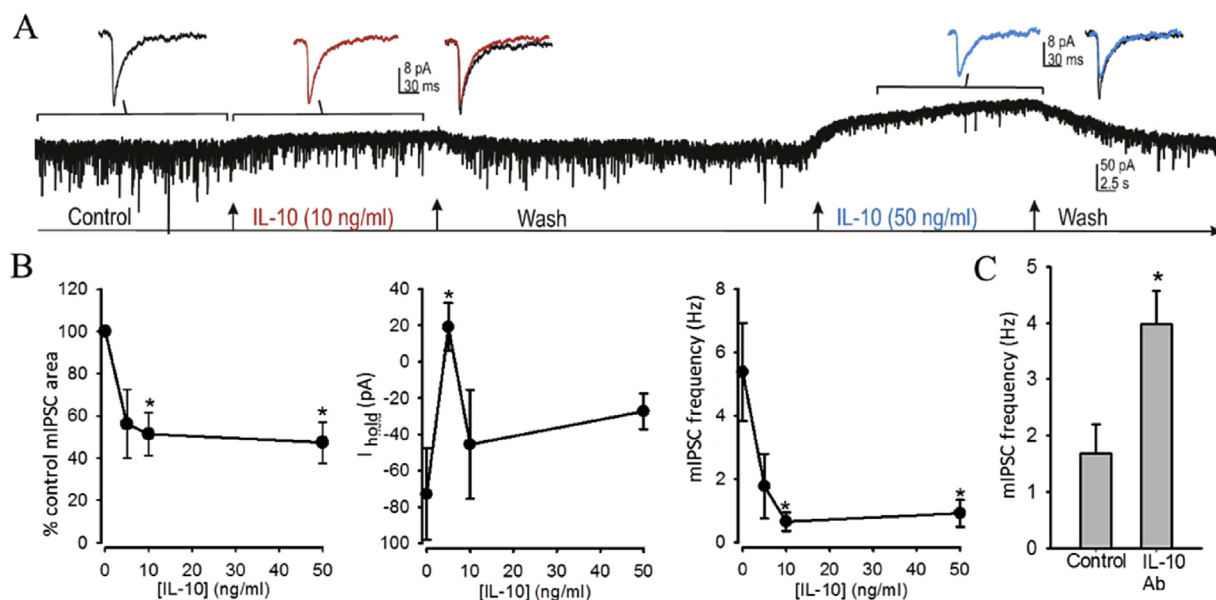 A
8 pA
30 ms
8 pA
30 ms
50 pA
2.5 s
Control
IL-10 (10 ng/ml)
Wash
IL-10 (50 ng/ml)
Wash
B
% control mIPSC area
120
100
80
60
40
20
0
0 10 20 30 40 50
[IL-10] (ng/ml)
*
*
I hold (pA)
40
20
0
-20
-40
-60
-80
100
0 10 20 30 40 50
[IL-10] (ng/ml)
*
mIPSC frequency (Hz)
8
6
4
2
0
0 10 20 30 40 50
[IL-10] (ng/ml)
*
*
C
mIPSC frequency (Hz)
5
4
3
2
1
0
*
Control
IL-10
Ab